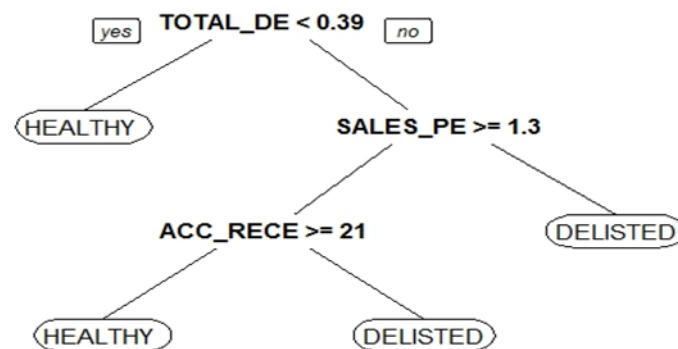 yes TOTAL_DE < 0.39 no
HEALTHY
SALES_PE >= 1.3
ACC_RECE >= 21
DELISTED
HEALTHY
DELISTED